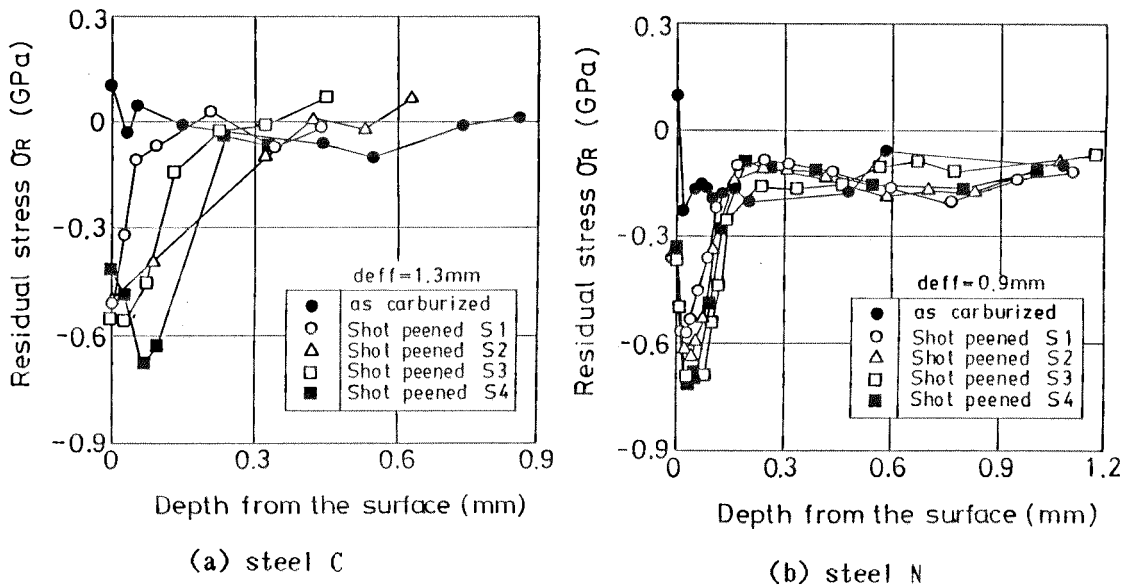 Residual stress σR (GPa)
0.3
0
-0.3
-0.6
-0.9
deff=1.3mm
as carburized
Shot peened S1
Shot peened S2
Shot peened S3
Shot peened S4
0 0.3 0.6 0.9
Depth from the surface (mm)
(a) steel C
Residual stress σR (GPa)
0.3
0
-0.3
-0.6
-0.9
deff=0.9mm
as carburized
Shot peened S1
Shot peened S2
Shot peened S3
Shot peened S4
0 0.3 0.6 0.9 1.2
Depth from the surface (mm)
(b) steel N